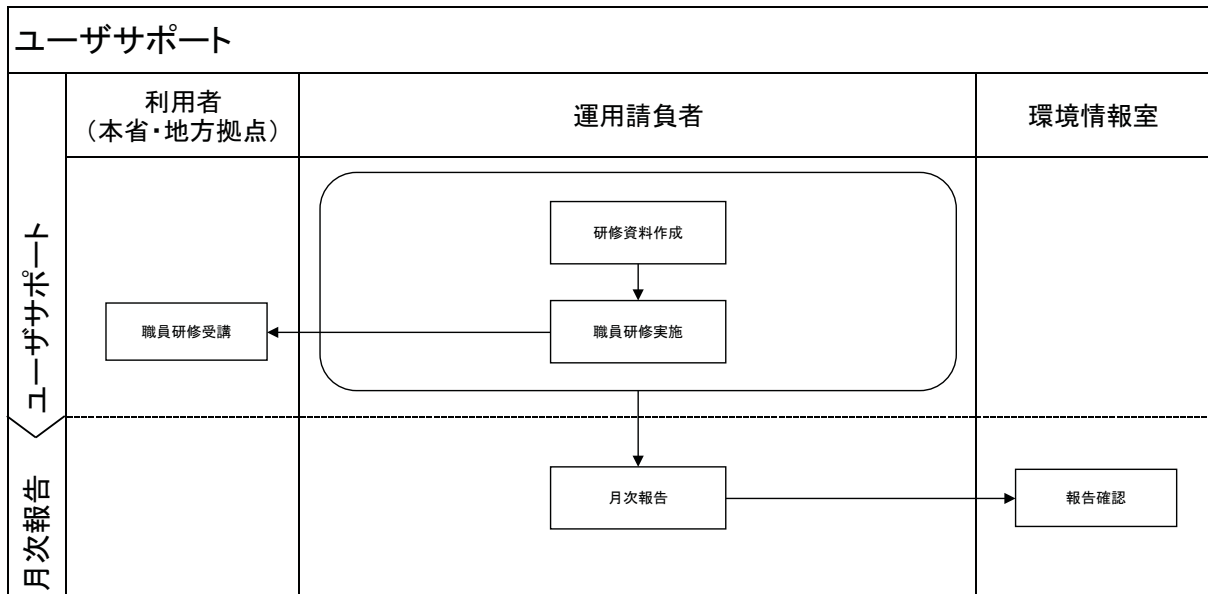 ユーザサポート
利用者
（本省・地方拠点）
運用請負者
環境情報室
ユーザサポート
研修資料作成
職員研修受講
職員研修実施
月次報告
月次報告
報告確認